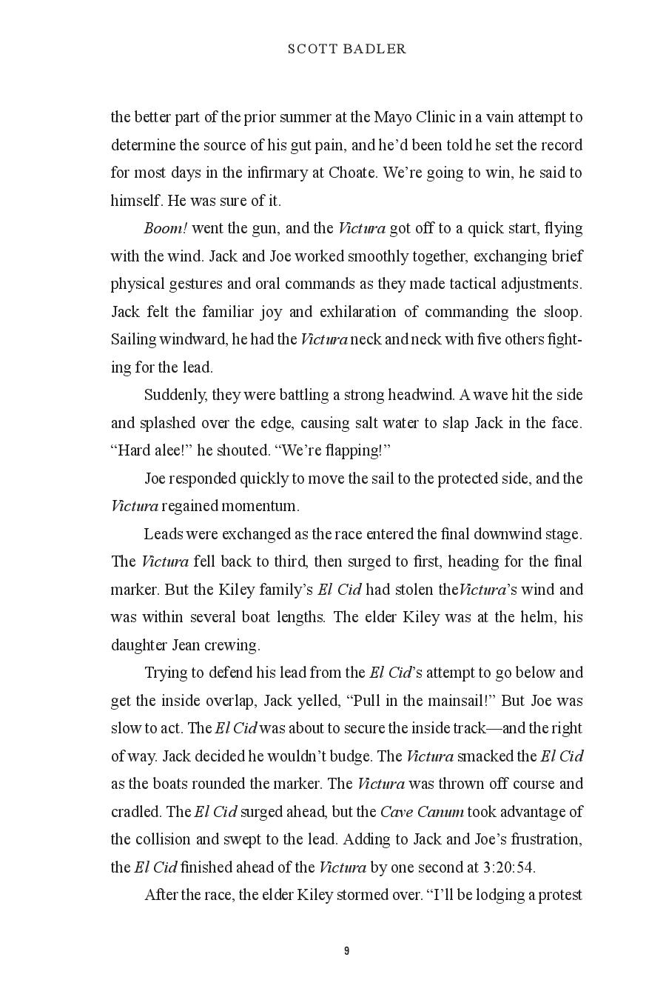 SCOTT BADLER
the better part of the prior summer at the Mayo Clinic in a vain attempt to
determine the source of his gut pain, and he’d been told he set the record
for most days in the infirmary at Choate. We’re going to win, he said to
himself. He was sure of it.
Boom! went the gun, and the Victura got off to a quick start, flying
with the wind. Jack and Joe worked smoothly together, exchanging brief
physical gestures and oral commands as they made tactical adjustments.
Jack felt the familiar joy and exhilaration of commanding the sloop.
Sailing windward, he had the Victura neck and neck with five others fight-
ing for the lead.
Suddenly, they were battling a strong headwind. A wave hit the side
and splashed over the edge, causing salt water to slap Jack in the face.
“Hard alee!” he shouted. “We’re flapping!”
Joe responded quickly to move the sail to the protected side, and the
Victura regained momentum.
Leads were exchanged as the race entered the final downwind stage.
The Victura fell back to third, then surged to first, heading for the final
marker. But the Kiley family’s El Cid had stolen theVictura’s wind and
was within several boat lengths. The elder Kiley was at the helm, his
daughter Jean crewing.
Trying to defend his lead from the El Cid’s attempt to go below and
get the inside overlap, Jack yelled, “Pull in the mainsail!” But Joe was
slow to act. The El Cid was about to secure the inside track—and the right
of way. Jack decided he wouldn’t budge. The Victura smacked the El Cid
as the boats rounded the marker. The Victura was thrown off course and
cradled. The El Cid surged ahead, but the Cave Canum took advantage of
the collision and swept to the lead. Adding to Jack and Joe’s frustration,
the El Cid finished ahead of the Victura by one second at 3:20:54.
After the race, the elder Kiley stormed over. “I’ll be lodging a protest
9